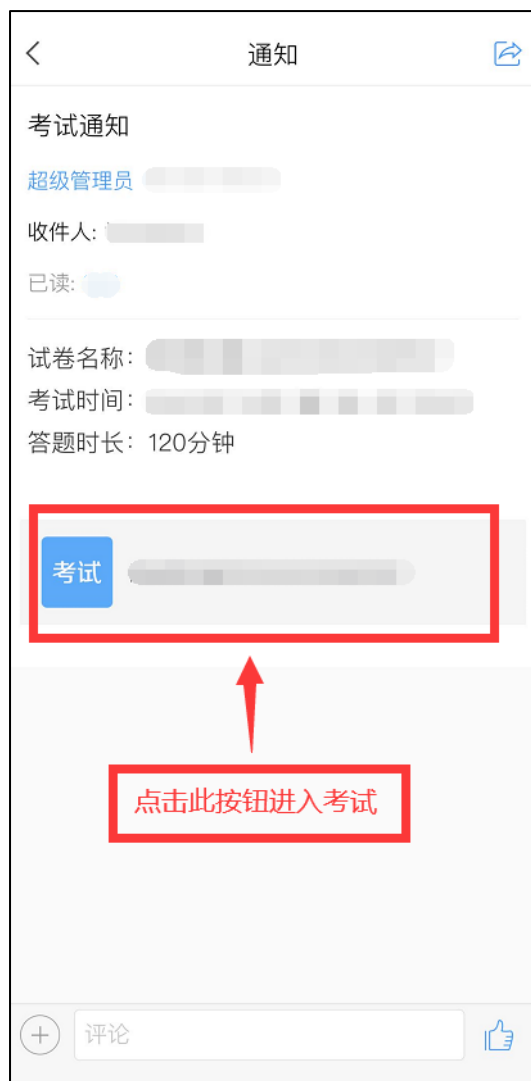 通知
考试通知
超级管理员
收件人:
已读:
试卷名称：
考试时间：
答题时长：120分钟
考试
点击此按钮进入考试
评论